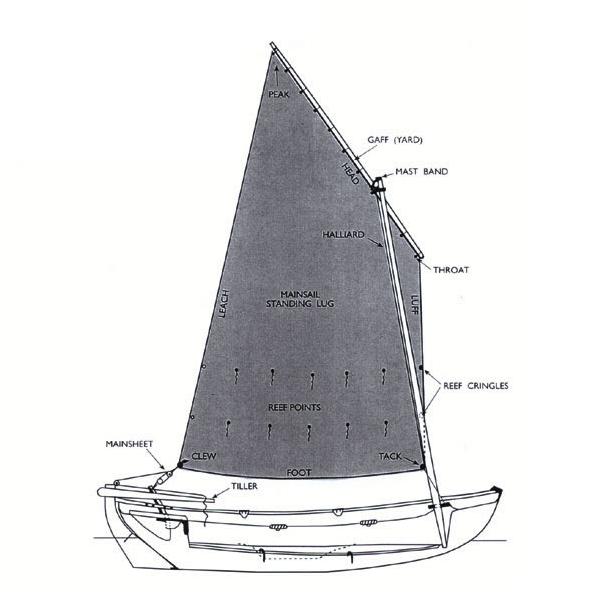 PEAK
GAFF (YARD)
HEAD
MAST BAND
HALLIARD
THROAT
MAINSAIL
STANDING LUG
LEACH
LUFF
REEF CRINGLES
REEF POINTS
MAINSHEET
CLEW
TACK
FOOT
TILLER